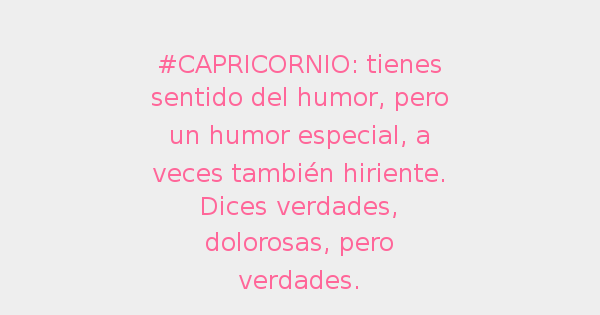 #CAPRICORNIO: tienes
sentido del humor, pero
un humor especial, a
veces también hiriente.
Dices verdades,
dolorosas, pero
verdades.